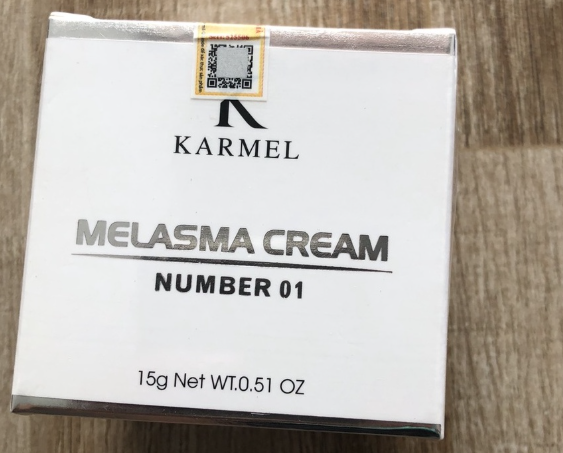 KARMEL
MELASMA CREAM
NUMBER 01
15g Net WT.0.51 OZ